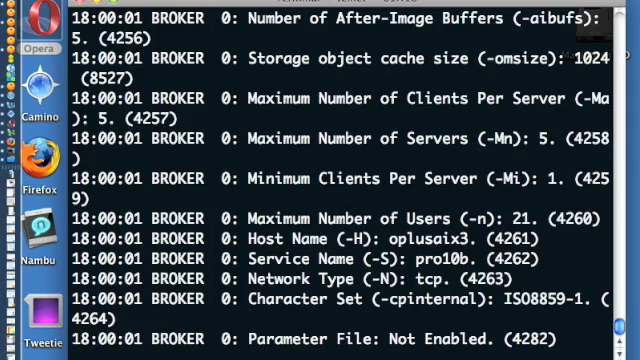 18:00:01 BROKER  0: Number of After-Image Buffers (-aibufs):
5. (4256)
18:00:01 BROKER  0: Storage object cache size (-omsize): 1024
(8527)
18:00:01 BROKER  0: Maximum Number of Clients Per Server (-Ma
): 5. (4257)
18:00:01 BROKER  0: Maximum Number of Servers (-Mn): 5. (4258
)
18:00:01 BROKER  0: Minimum Clients Per Server (-Mi): 1. (425
9)
18:00:01 BROKER  0: Maximum Number of Users (-n): 21. (4260)
18:00:01 BROKER  0: Host Name (-H): oplusaix3. (4261)
18:00:01 BROKER  0: Service Name (-S): pro10b. (4262)
18:00:01 BROKER  0: Network Type (-N): tcp. (4263)
18:00:01 BROKER  0: Character Set (-cpinternal): ISO8859-1. (
4264)
18:00:01 BROKER  0: Parameter File: Not Enabled. (4282)
Opera
Camino
Firefox
Nambu
Tweetie